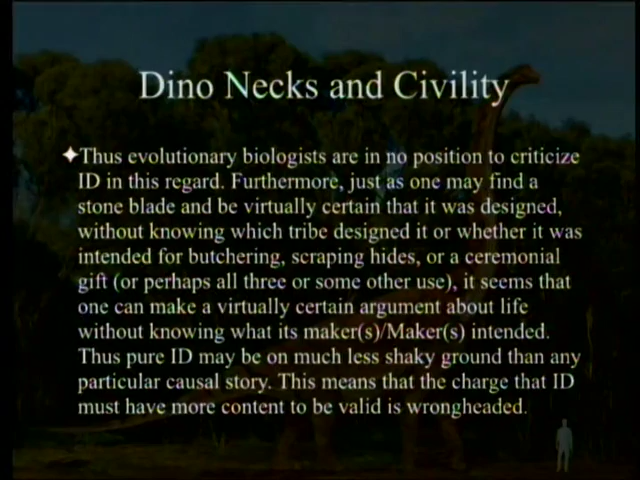 Dino Necks and Civility
Thus evolutionary biologists are in no position to criticize
ID in this regard. Furthermore, just as one may find a
stone blade and be virtually certain that it was designed,
without knowing which tribe designed it or whether it was
intended for butchering, scraping hides, or a ceremonial
gift (or perhaps all three or some other use), it seems that
one can make a virtually certain argument about life
without knowing what its maker(s)/Maker(s) intended.
Thus pure ID may be on much less shaky ground than any
particular causal story. This means that the charge that ID
must have more content to be valid is wrongheaded.